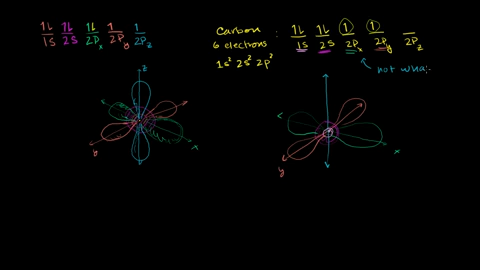 1L 1L 1L 1 1
1S 2S 2Px 2Py 2Pz
Carbon : 1L 1L 1 1
6 electrons 1S 2S 2Px 2Py 2Pz
1s² 2s² 2p²
not wha
z
y
x
y
x